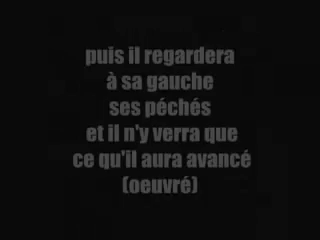 puis il regardera
à sa gauche
ses péchés
et il n'y verra que
ce qu'il aura avancé
(oeuvré)